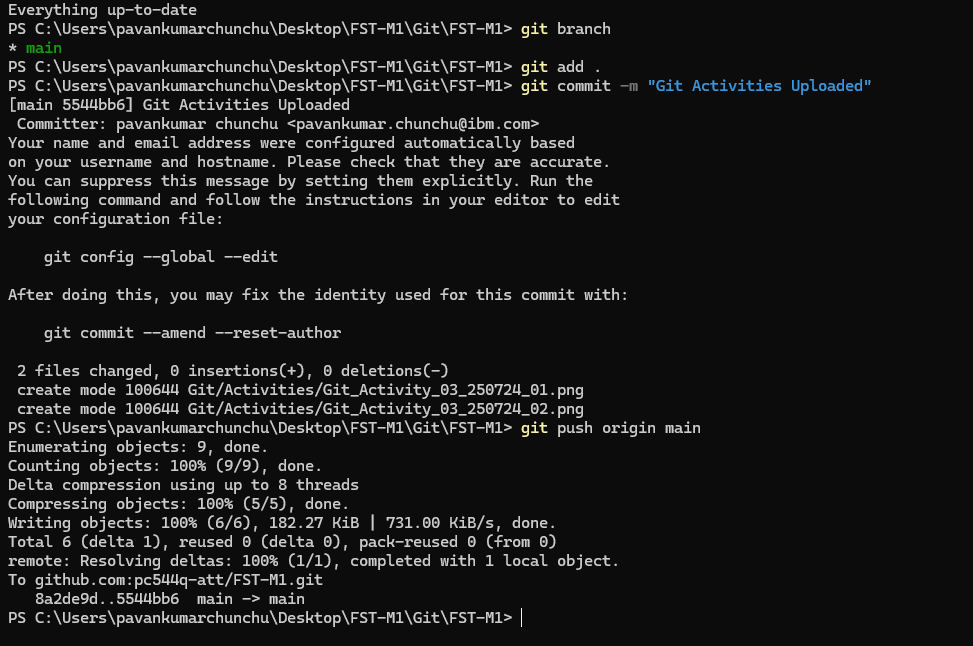 Everything up-to-date
PS C:\Users\pavankumarchunchu\Desktop\FST-M1\Git\FST-M1> git branch
* main
PS C:\Users\pavankumarchunchu\Desktop\FST-M1\Git\FST-M1> git add .
PS C:\Users\pavankumarchunchu\Desktop\FST-M1\Git\FST-M1> git commit -m "Git Activities Uploaded"
[main 5544bb6] Git Activities Uploaded
 Committer: pavankumar chunchu <pavankumar.chunchu@ibm.com>
Your name and email address were configured automatically based
on your username and hostname. Please check that they are accurate.
You can suppress this message by setting them explicitly. Run the
following command and follow the instructions in your editor to edit
your configuration file:

    git config --global --edit

After doing this, you may fix the identity used for this commit with:

    git commit --amend --reset-author

 2 files changed, 0 insertions(+), 0 deletions(-)
 create mode 100644 Git/Activities/Git_Activity_03_250724_01.png
 create mode 100644 Git/Activities/Git_Activity_03_250724_02.png
PS C:\Users\pavankumarchunchu\Desktop\FST-M1\Git\FST-M1> git push origin main
Enumerating objects: 9, done.
Counting objects: 100% (9/9), done.
Delta compression using up to 8 threads
Compressing objects: 100% (5/5), done.
Writing objects: 100% (6/6), 182.27 KiB | 731.00 KiB/s, done.
Total 6 (delta 1), reused 0 (delta 0), pack-reused 0 (from 0)
remote: Resolving deltas: 100% (1/1), completed with 1 local object.
To github.com:pc544q-att/FST-M1.git
   8a2de9d..5544bb6  main -> main
PS C:\Users\pavankumarchunchu\Desktop\FST-M1\Git\FST-M1>